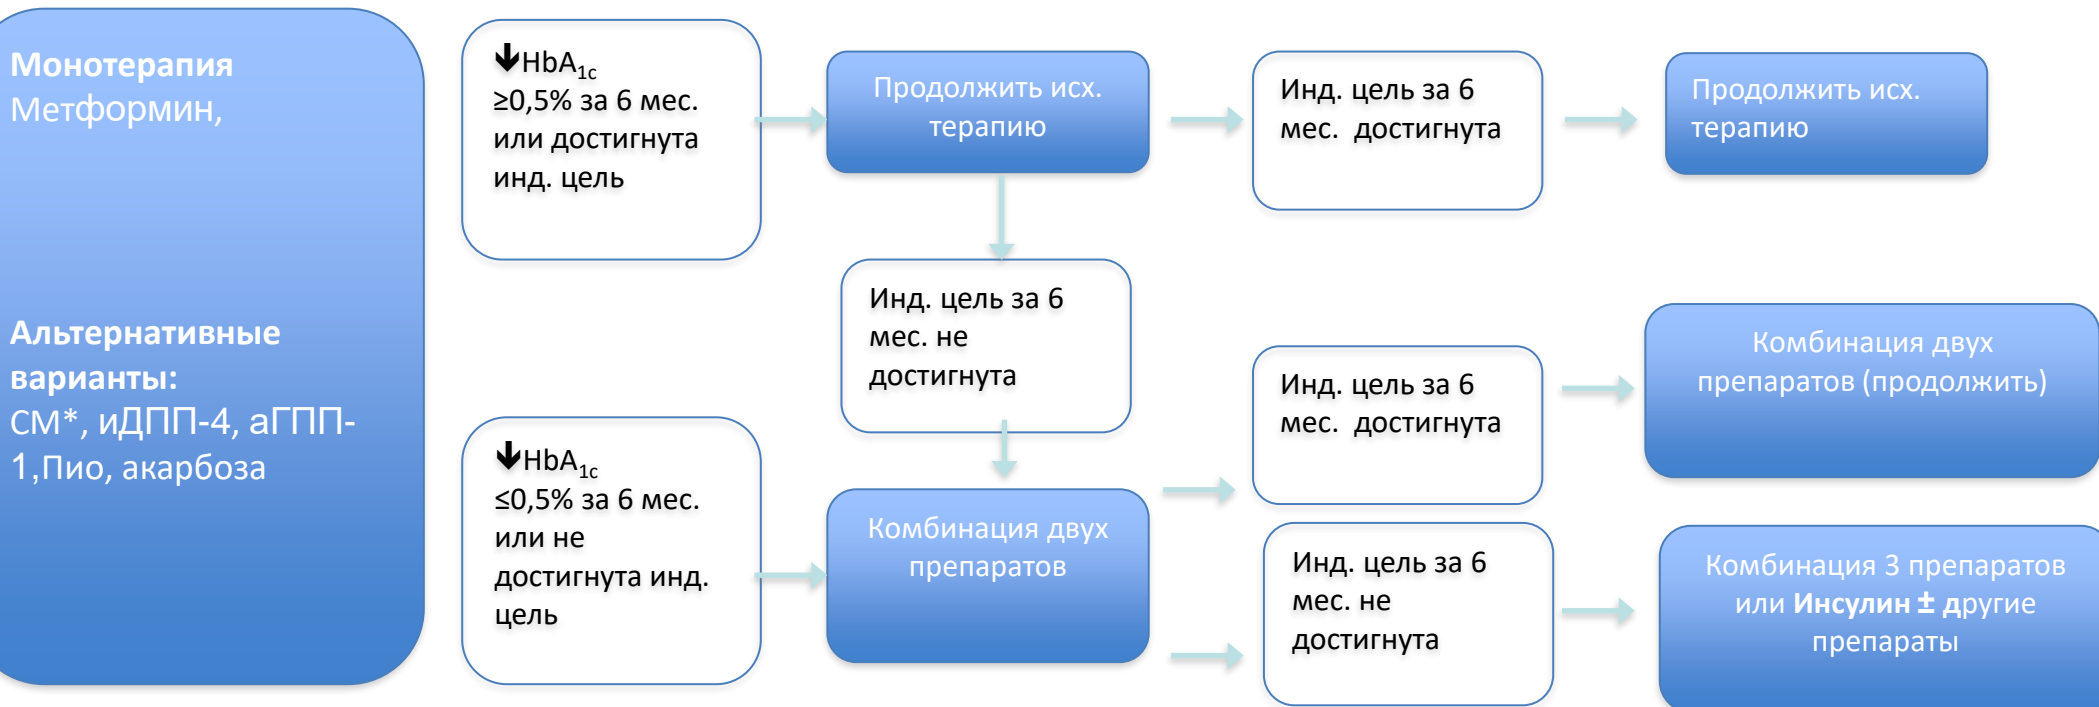 Монотерапия
Метформин,
Альтернативные
варианты:
СМ*, иДПП-4, аГПП-
1,Пио, акарбоза
🡻HbA1c
≥0,5% за 6 мес.
или достигнута
инд. цель
🡻HbA1c
≤0,5% за 6 мес.
или не
достигнута инд.
цель
Продолжить исх.
терапию
Инд. цель за 6
мес. не
достигнута
Комбинация двух
препаратов
Инд. цель за 6
мес. достигнута
Инд. цель за 6
мес. достигнута
Инд. цель за 6
мес. не
достигнута
Продолжить исх.
терапию
Комбинация двух
препаратов (продолжить)
Комбинация 3 препаратов
или Инсулин ± другие
препараты